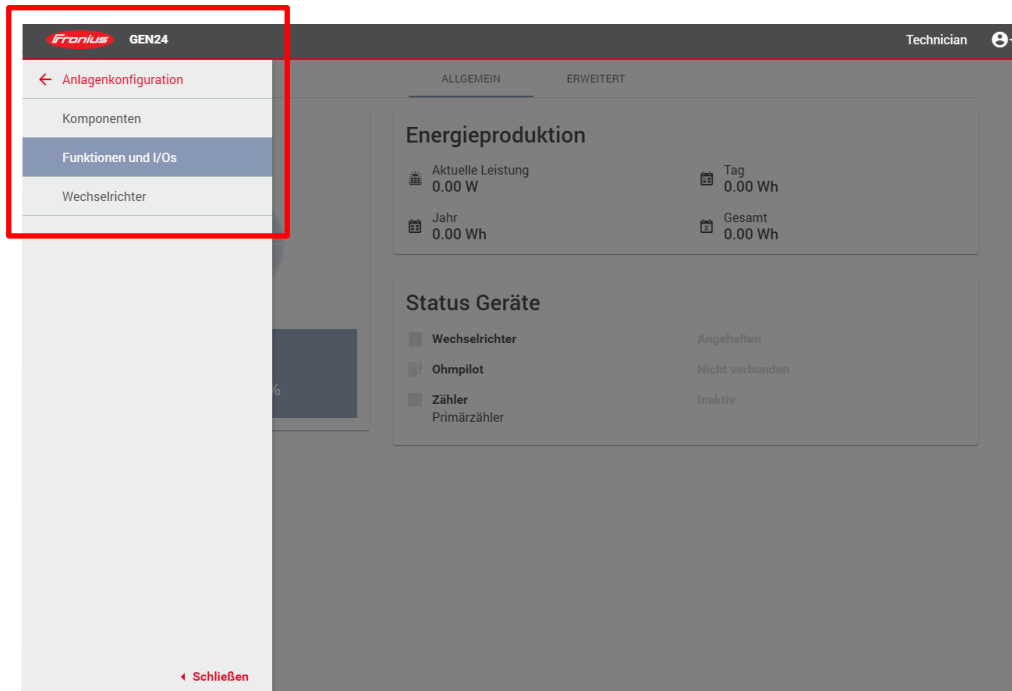 Fronius GEN24 Technician
Anlagenkonfiguration
Komponenten
Funktionen und I/Os
Wechselrichter
Schließen
ALLGEMEIN ERWEITERT
Energieproduktion
Aktuelle Leistung
0.00 W
Tag
0.00 Wh
Jahr
0.00 Wh
Gesamt
0.00 Wh
Status Geräte
Wechselrichter Angehalten
Ohmpilot Nicht verbunden
Zähler Inaktiv
Primärzähler
%